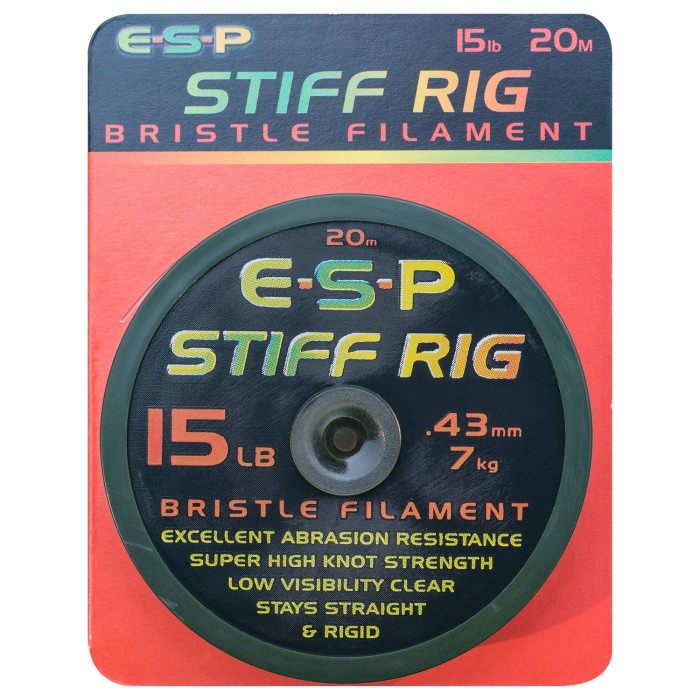 E-S-P 15lb 20M
STIFF RIG
BRISTLE FILAMENT
20m
E-S-P
STIFF RIG
15LB .43mm
7kg
BRISTLE FILAMENT
EXCELLENT ABRASION RESISTANCE
SUPER HIGH KNOT STRENGTH
LOW VISIBILITY CLEAR
STAYS STRAIGHT
& RIGID